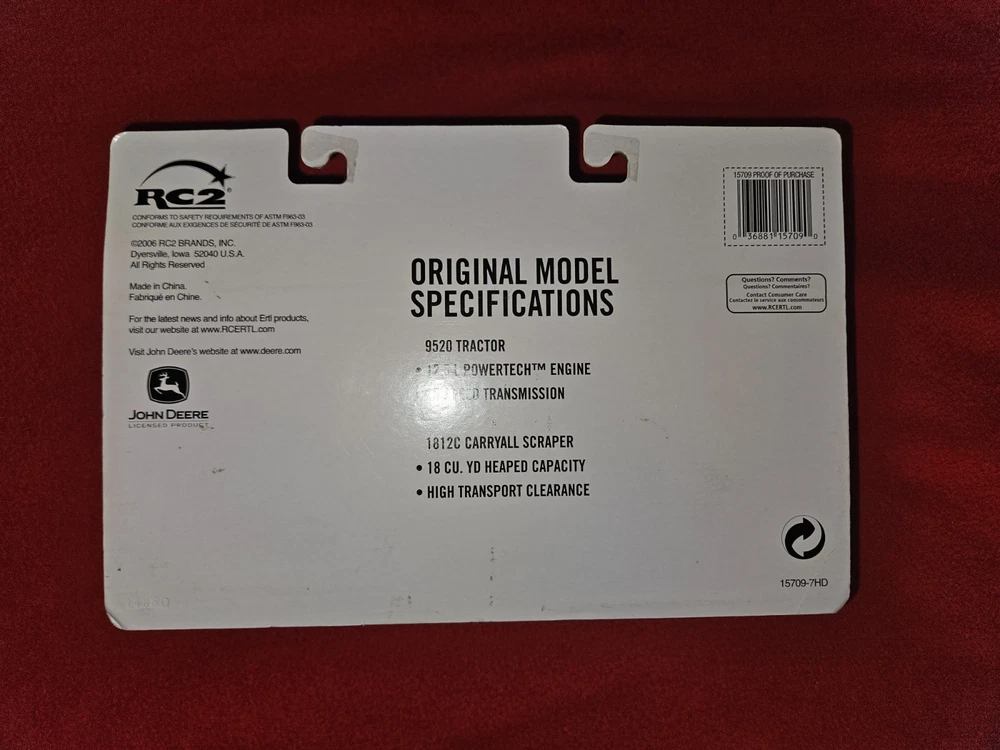 RC2®
CONFORMS TO SAFETY REQUIREMENTS OF ASTM F963-03
CONFORME AUX EXIGENCES DE SÉCURITÉ DE ASTM F963-03
©2006 RC2 BRANDS, INC.
Dyersville, Iowa 52040 U.S.A.
All Rights Reserved
Made in China.
Fabriqué en Chine.
For the latest news and info about Ertl products,
visit our website at www.RCERTL.com
Visit John Deere's website at www.deere.com
JOHN DEERE
LICENSED PRODUCT
ORIGINAL MODEL
SPECIFICATIONS
9520 TRACTOR
• L POWERTECH™ ENGINE
TRANSMISSION
1812C CARRYALL SCRAPER
• 18 CU. YD HEAPED CAPACITY
• HIGH TRANSPORT CLEARANCE
15709 PROOF OF PURCHASE
0 36881 15709 0
Questions? Comments?
Questions? Commentaires?
Contact Consumer Care
Contactez le service aux consommateurs
www.RCERTL.com
15709-7HD